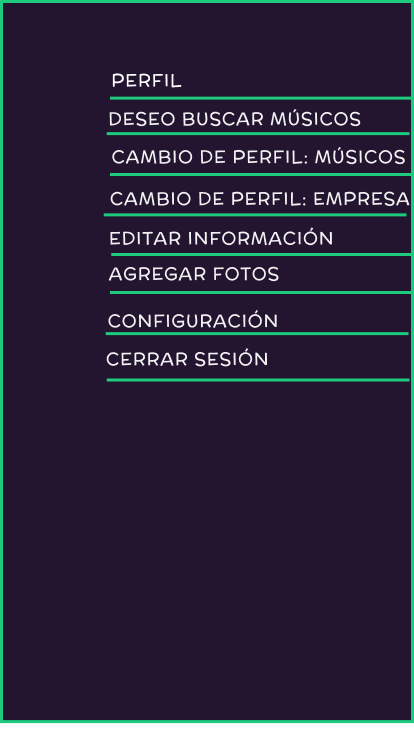 PERFIL
DESEO BUSCAR MÚSICOS
CAMBIO DE PERFIL: MÚSICOS
CAMBIO DE PERFIL: EMPRESA
EDITAR INFORMACIÓN
AGREGAR FOTOS
CONFIGURACIÓN
CERRAR SESIÓN